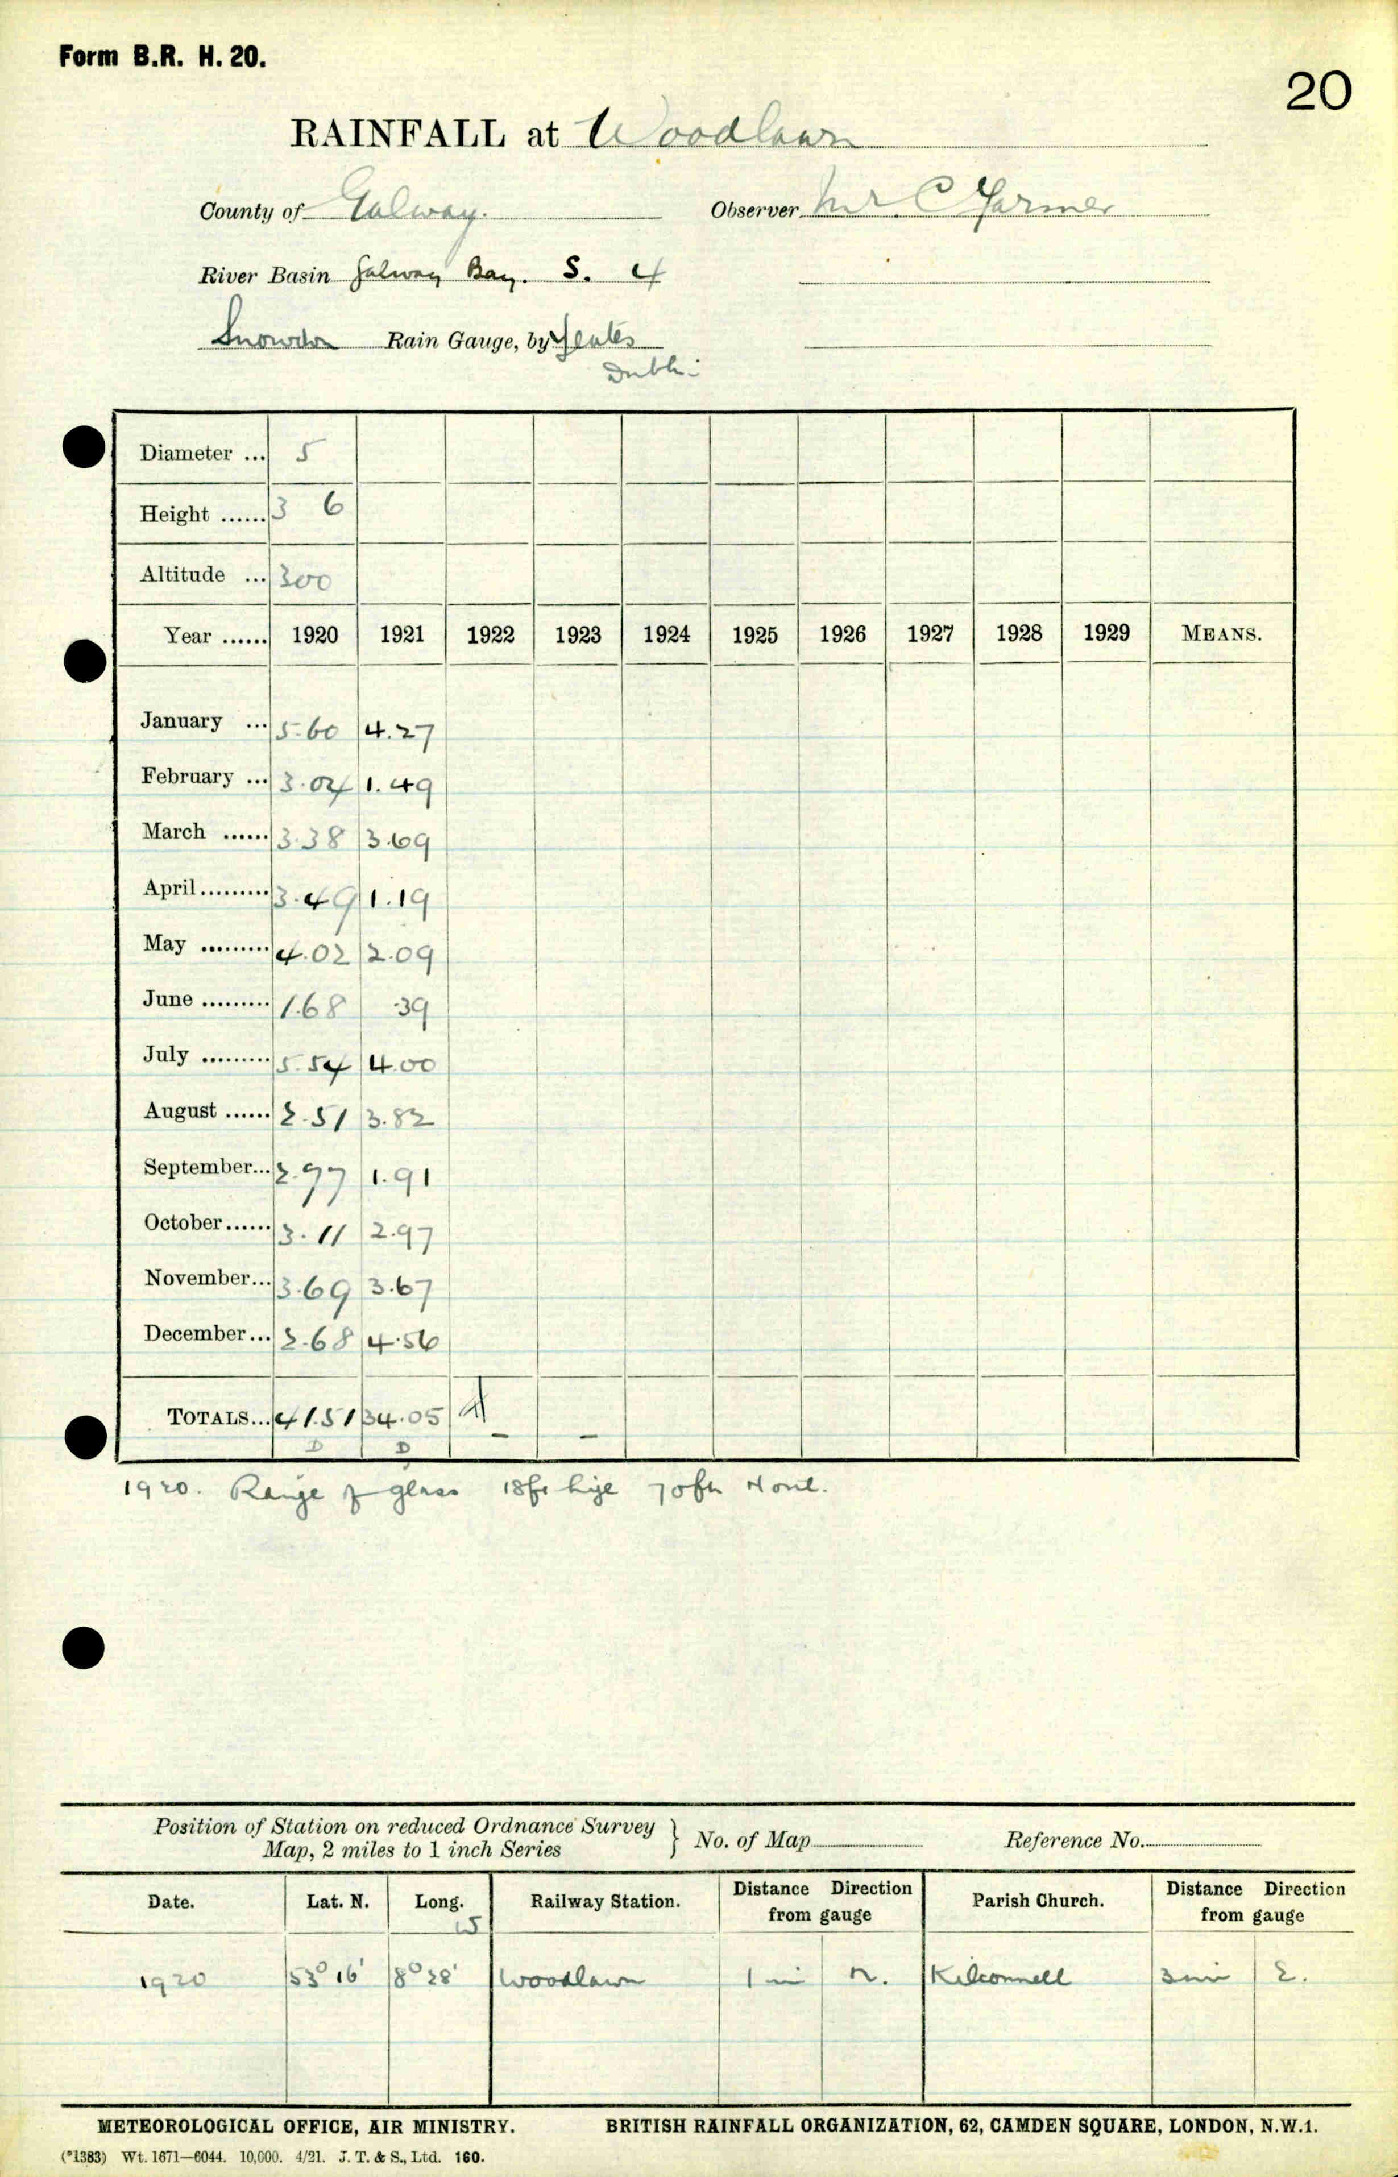 Form B.R. H. 20.
20
RAINFALL at Woodlawn
County of Galway. Observer Mr. C Farmer
River Basin Galway Bay. S. 4
Snowdon Rain Gauge, by Yeates
Dublin
Diameter ... 5
Height ...... 3 6
Altitude ... 300
Year ...... 1920 1921 1922 1923 1924 1925 1926 1927 1928 1929 MEANS.
January ... 5.60 4.27
February ... 3.04 1.49
March ...... 3.38 3.69
April ......... 3.49 1.19
May ......... 4.02 2.09
June ......... 1.68 .39
July ......... 5.54 4.00
August ...... 2.51 3.82
September... 2.97 1.91
October ...... 3.11 2.97
November... 3.69 3.67
December... 2.68 4.56
TOTALS... 41.51 34.05 - -
D D
1920. Range of glass 18ft high 70ft
Position of Station on reduced Ordnance Survey
Map, 2 miles to 1 inch Series } No. of Map Reference No.
Date. Lat. N. Long. W Railway Station. Distance Direction from gauge Parish Church. Distance Direction from gauge
1920 53° 16' 8° 28' Woodlawn 1 mi N. Kilconnell 3 mi E.
METEOROLOGICAL OFFICE, AIR MINISTRY. BRITISH RAINFALL ORGANIZATION, 62, CAMDEN SQUARE, LONDON, N.W.1.
(*1383) Wt. 1671—6044. 10,000. 4/21. J. T. & S., Ltd. 160.